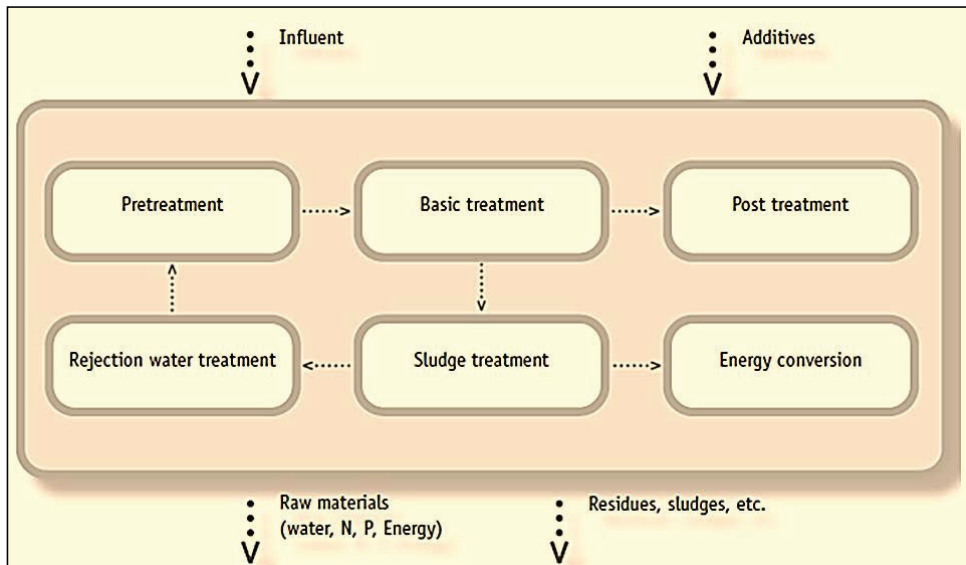 Influent
Additives
Pretreatment
Basic treatment
Post treatment
Rejection water treatment
Sludge treatment
Energy conversion
Raw materials
(water, N, P, Energy)
Residues, sludges, etc.